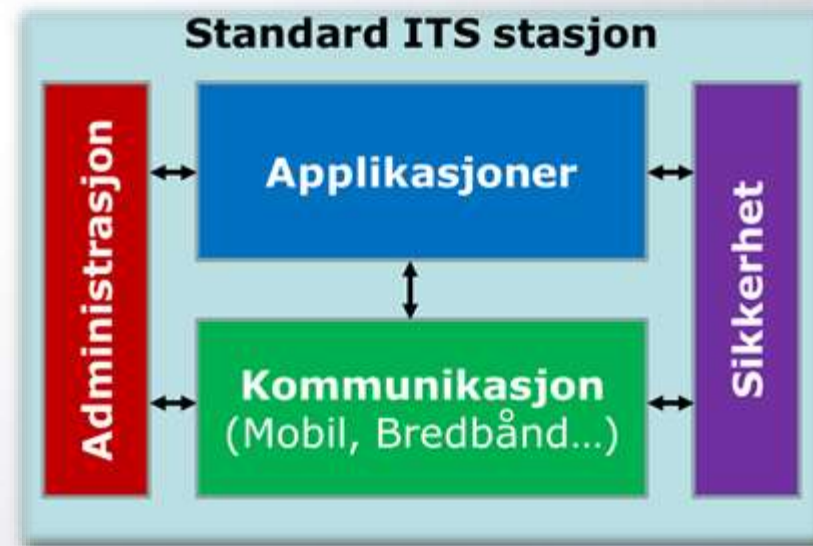 Standard ITS stasjon
Administrasjon
Applikasjoner
Kommunikasjon
(Mobil, Bredbånd...)
Sikkerhet